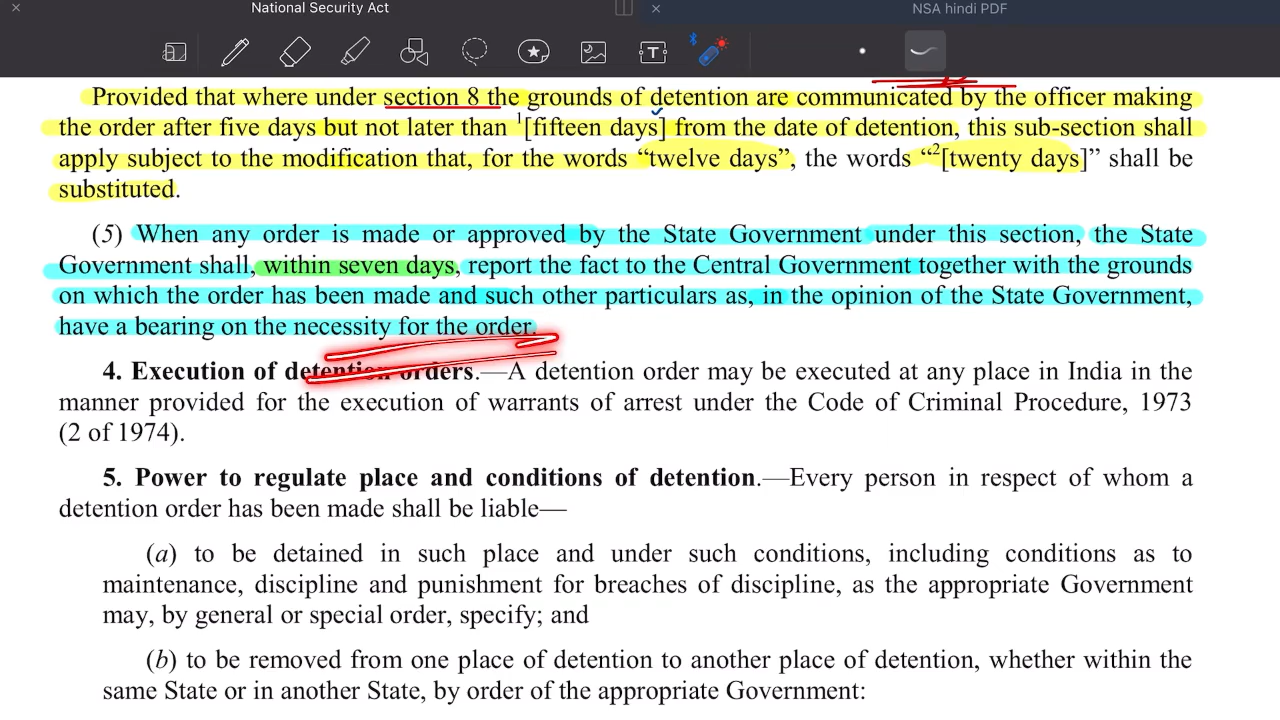 National Security Act
NSA hindi PDF
T
Provided that where under section 8 the grounds of detention are communicated by the officer making
the order after five days but not later than 1[fifteen days] from the date of detention, this sub-section shall
apply subject to the modification that, for the words “twelve days”, the words “2[twenty days]” shall be
substituted.
(5) When any order is made or approved by the State Government under this section, the State
Government shall, within seven days, report the fact to the Central Government together with the grounds
on which the order has been made and such other particulars as, in the opinion of the State Government,
have a bearing on the necessity for the order.
4. Execution of detention orders.—A detention order may be executed at any place in India in the
manner provided for the execution of warrants of arrest under the Code of Criminal Procedure, 1973
(2 of 1974).
5. Power to regulate place and conditions of detention.—Every person in respect of whom a
detention order has been made shall be liable—
(a) to be detained in such place and under such conditions, including conditions as to
maintenance, discipline and punishment for breaches of discipline, as the appropriate Government
may, by general or special order, specify; and
(b) to be removed from one place of detention to another place of detention, whether within the
same State or in another State, by order of the appropriate Government: